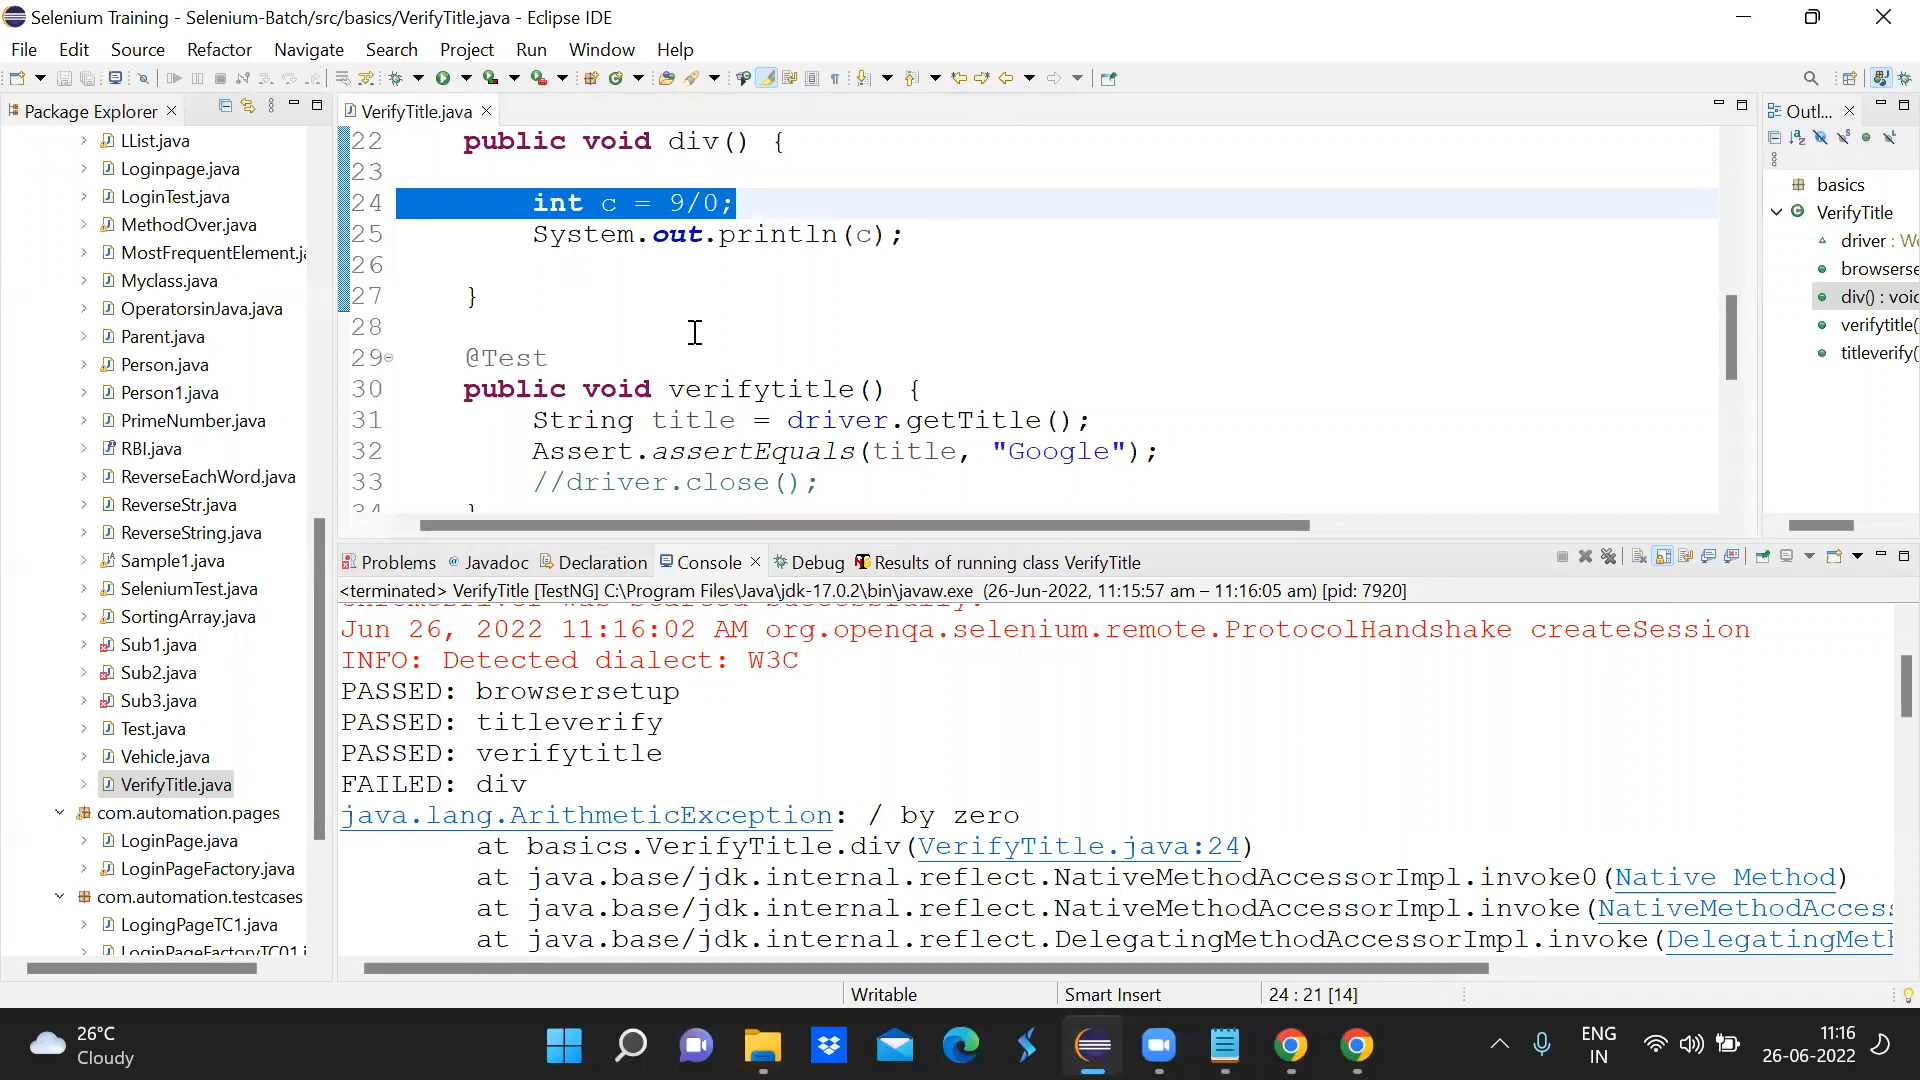 Selenium Training - Selenium-Batch/src/basics/VerifyTitle.java - Eclipse IDE
File Edit Source Refactor Navigate Search Project Run Window Help
Package Explorer
LList.java
Loginpage.java
LoginTest.java
MethodOver.java
MostFrequentElement.ja
Myclass.java
OperatorsinJava.java
Parent.java
Person.java
Person1.java
PrimeNumber.java
RBI.java
ReverseEachWord.java
ReverseStr.java
ReverseString.java
Sample1.java
SeleniumTest.java
SortingArray.java
Sub1.java
Sub2.java
Sub3.java
Test.java
Vehicle.java
VerifyTitle.java
com.automation.pages
LoginPage.java
LoginPageFactory.java
com.automation.testcases
LogingPageTC1.java
LoginPageFactoryTC01.j
VerifyTitle.java
22 public void div() {
23
24 int c = 9/0;
25 System.out.println(c);
26
27 }
28
29 @Test
30 public void verifytitle() {
31 String title = driver.getTitle();
32 Assert.assertEquals(title, "Google");
33 //driver.close();
34 }
Outl...
basics
VerifyTitle
driver : We
browserse
div() : voic
verifytitle(
titleverify(
Problems Javadoc Declaration Console Debug Results of running class VerifyTitle
<terminated> VerifyTitle [TestNG] C:\Program Files\Java\jdk-17.0.2\bin\javaw.exe (26-Jun-2022, 11:15:57 am – 11:16:05 am) [pid: 7920]
ChromeDriver was started successfully.
Jun 26, 2022 11:16:02 AM org.openqa.selenium.remote.ProtocolHandshake createSession
INFO: Detected dialect: W3C
PASSED: browsersetup
PASSED: titleverify
PASSED: verifytitle
FAILED: div
java.lang.ArithmeticException: / by zero
at basics.VerifyTitle.div(VerifyTitle.java:24)
at java.base/jdk.internal.reflect.NativeMethodAccessorImpl.invoke0(Native Method)
at java.base/jdk.internal.reflect.NativeMethodAccessorImpl.invoke(NativeMethodAccess
at java.base/jdk.internal.reflect.DelegatingMethodAccessorImpl.invoke(DelegatingMeth
Writable Smart Insert 24 : 21 [14]
26°C
Cloudy
ENG
IN
11:16
26-06-2022